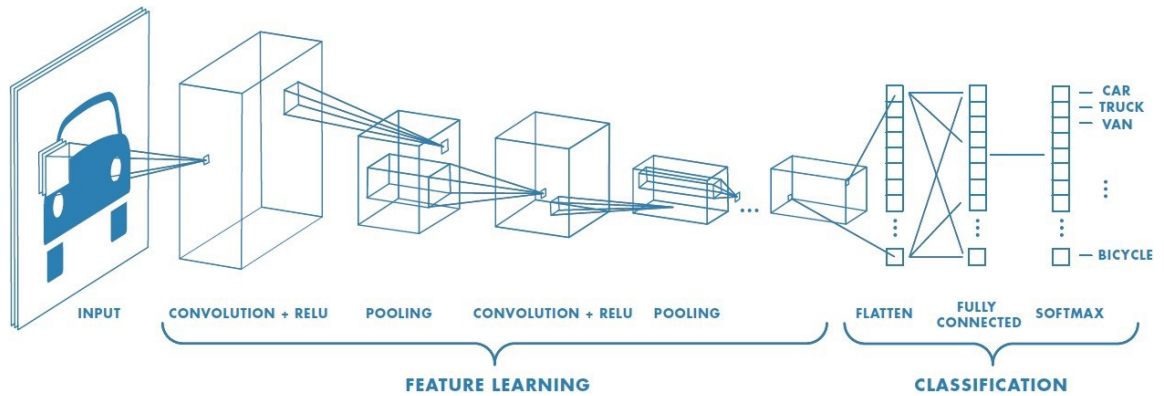 CAR
TRUCK
VAN
BICYCLE
INPUT
CONVOLUTION + RELU
POOLING
CONVOLUTION + RELU
POOLING
FLATTEN
FULLY
CONNECTED
SOFTMAX
FEATURE LEARNING
CLASSIFICATION